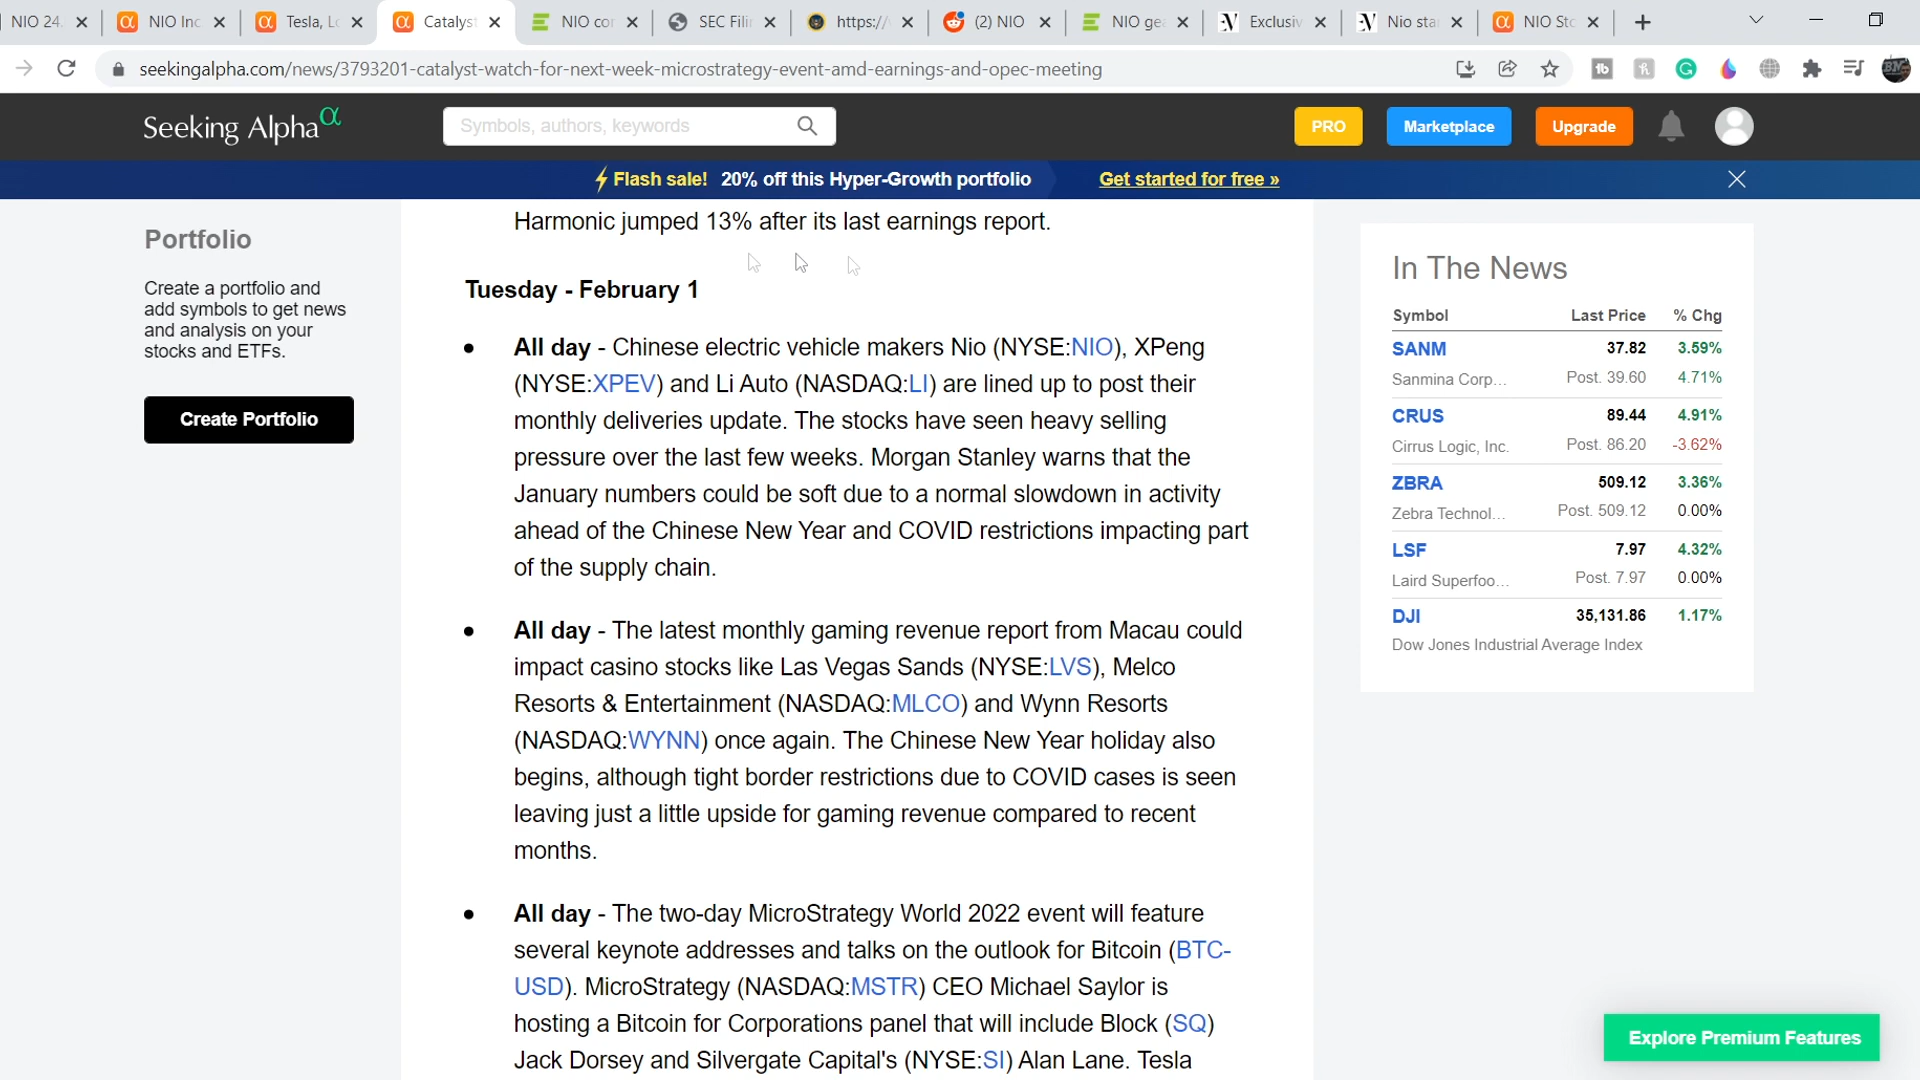 NIO 24.
NIO Inc
Tesla, Lo
Catalyst
NIO cor
SEC Filin
https://
(2) NIO
NIO gea
Exclusiv
Nio star
NIO Sto
seekingalpha.com/news/3793201-catalyst-watch-for-next-week-microstrategy-event-amd-earnings-and-opec-meeting
Seeking Alpha α
Symbols, authors, keywords
PRO
Marketplace
Upgrade
Flash sale! 20% off this Hyper-Growth portfolio
Get started for free »
Portfolio
Create a portfolio and
add symbols to get news
and analysis on your
stocks and ETFs.
Create Portfolio
Harmonic jumped 13% after its last earnings report.
Tuesday - February 1
All day - Chinese electric vehicle makers Nio (NYSE:NIO), XPeng
(NYSE:XPEV) and Li Auto (NASDAQ:LI) are lined up to post their
monthly deliveries update. The stocks have seen heavy selling
pressure over the last few weeks. Morgan Stanley warns that the
January numbers could be soft due to a normal slowdown in activity
ahead of the Chinese New Year and COVID restrictions impacting part
of the supply chain.
All day - The latest monthly gaming revenue report from Macau could
impact casino stocks like Las Vegas Sands (NYSE:LVS), Melco
Resorts & Entertainment (NASDAQ:MLCO) and Wynn Resorts
(NASDAQ:WYNN) once again. The Chinese New Year holiday also
begins, although tight border restrictions due to COVID cases is seen
leaving just a little upside for gaming revenue compared to recent
months.
All day - The two-day MicroStrategy World 2022 event will feature
several keynote addresses and talks on the outlook for Bitcoin (BTC-
USD). MicroStrategy (NASDAQ:MSTR) CEO Michael Saylor is
hosting a Bitcoin for Corporations panel that will include Block (SQ)
Jack Dorsey and Silvergate Capital's (NYSE:SI) Alan Lane. Tesla
In The News
Symbol Last Price % Chg
SANM 37.82 3.59%
Sanmina Corp... Post. 39.60 4.71%
CRUS 89.44 4.91%
Cirrus Logic, Inc. Post. 86.20 -3.62%
ZBRA 509.12 3.36%
Zebra Technol... Post. 509.12 0.00%
LSF 7.97 4.32%
Laird Superfoo... Post. 7.97 0.00%
DJI 35,131.86 1.17%
Dow Jones Industrial Average Index
Explore Premium Features